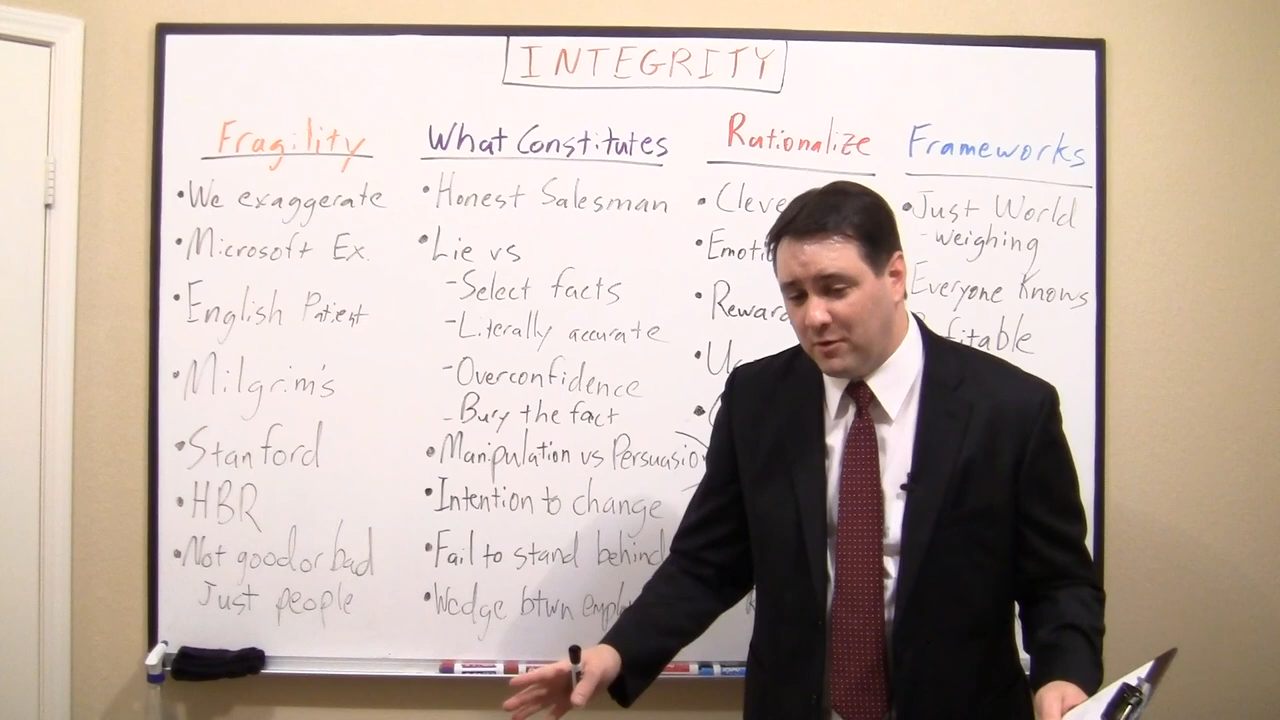 INTEGRITY
Fragility
• We exaggerate
• Microsoft Ex.
• English Patient
• Milgrim's
• Stanford
• HBR
• Not good or bad
Just people
What Constitutes
• Honest Salesman
• Lie vs
- Select facts
- Literally accurate
- Overconfidence
- Bury the fact
• Manipulation vs Persuasio
• Intention to change
• Fail to stand behind
• Wedge btwn
Rationalize
• Cleve
• Emoti
• Reward
Frameworks
• Just World
- weighing
Everyone Knows
fitable